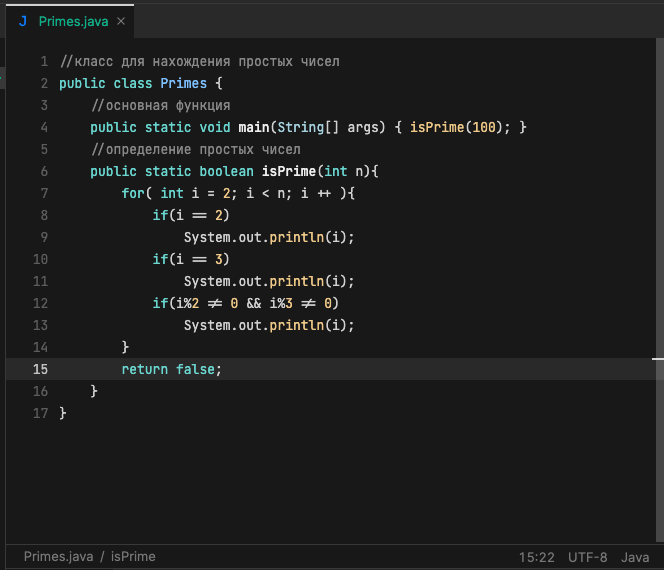 Primes.java ×
1 //класс для нахождения простых чисел
2 public class Primes {
3 //основная функция
4 public static void main(String[] args) { isPrime(100); }
5 //определение простых чисел
6 public static boolean isPrime(int n){
7 for( int i = 2; i < n; i ++ ){
8 if(i == 2)
9 System.out.println(i);
10 if(i == 3)
11 System.out.println(i);
12 if(i%2 != 0 && i%3 != 0)
13 System.out.println(i);
14 }
15 return false;
16 }
17 }
Primes.java / isPrime 15:22 UTF-8 Java